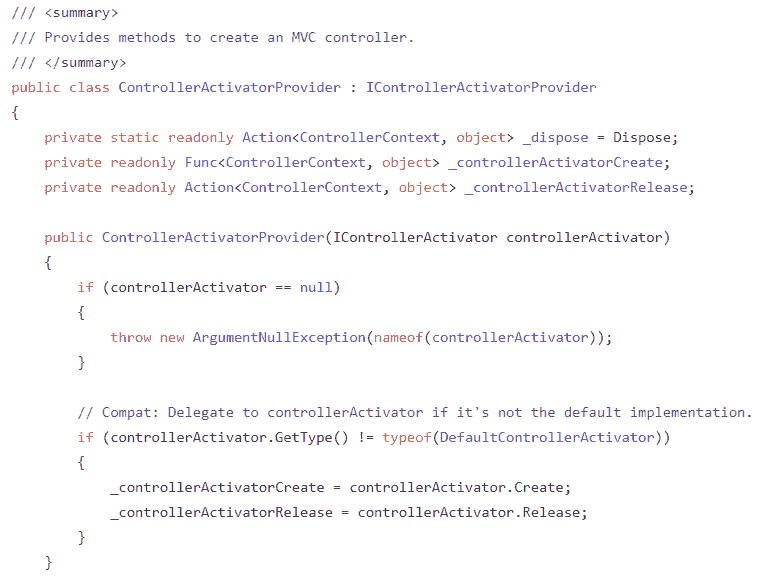 /// <summary>
/// Provides methods to create an MVC controller.
/// </summary>
public class ControllerActivatorProvider : IControllerActivatorProvider
{
    private static readonly Action<ControllerContext, object> _dispose = Dispose;
    private readonly Func<ControllerContext, object> _controllerActivatorCreate;
    private readonly Action<ControllerContext, object> _controllerActivatorRelease;

    public ControllerActivatorProvider(IControllerActivator controllerActivator)
    {
        if (controllerActivator == null)
        {
            throw new ArgumentNullException(nameof(controllerActivator));
        }

        // Compat: Delegate to controllerActivator if it's not the default implementation.
        if (controllerActivator.GetType() != typeof(DefaultControllerActivator))
        {
            _controllerActivatorCreate = controllerActivator.Create;
            _controllerActivatorRelease = controllerActivator.Release;
        }
    }